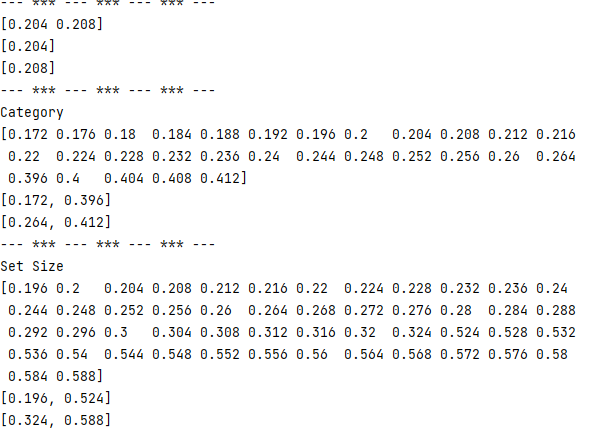 --- *** --- *** --- *** ---
[0.204 0.208]
[0.204]
[0.208]
--- *** --- *** --- *** ---
Category
[0.172 0.176 0.18  0.184 0.188 0.192 0.196 0.2   0.204 0.208 0.212 0.216
 0.22  0.224 0.228 0.232 0.236 0.24  0.244 0.248 0.252 0.256 0.26  0.264
 0.396 0.4   0.404 0.408 0.412]
[0.172, 0.396]
[0.264, 0.412]
--- *** --- *** --- *** ---
Set Size
[0.196 0.2   0.204 0.208 0.212 0.216 0.22  0.224 0.228 0.232 0.236 0.24
 0.244 0.248 0.252 0.256 0.26  0.264 0.268 0.272 0.276 0.28  0.284 0.288
 0.292 0.296 0.3   0.304 0.308 0.312 0.316 0.32  0.324 0.524 0.528 0.532
 0.536 0.54  0.544 0.548 0.552 0.556 0.56  0.564 0.568 0.572 0.576 0.58
 0.584 0.588]
[0.196, 0.524]
[0.324, 0.588]